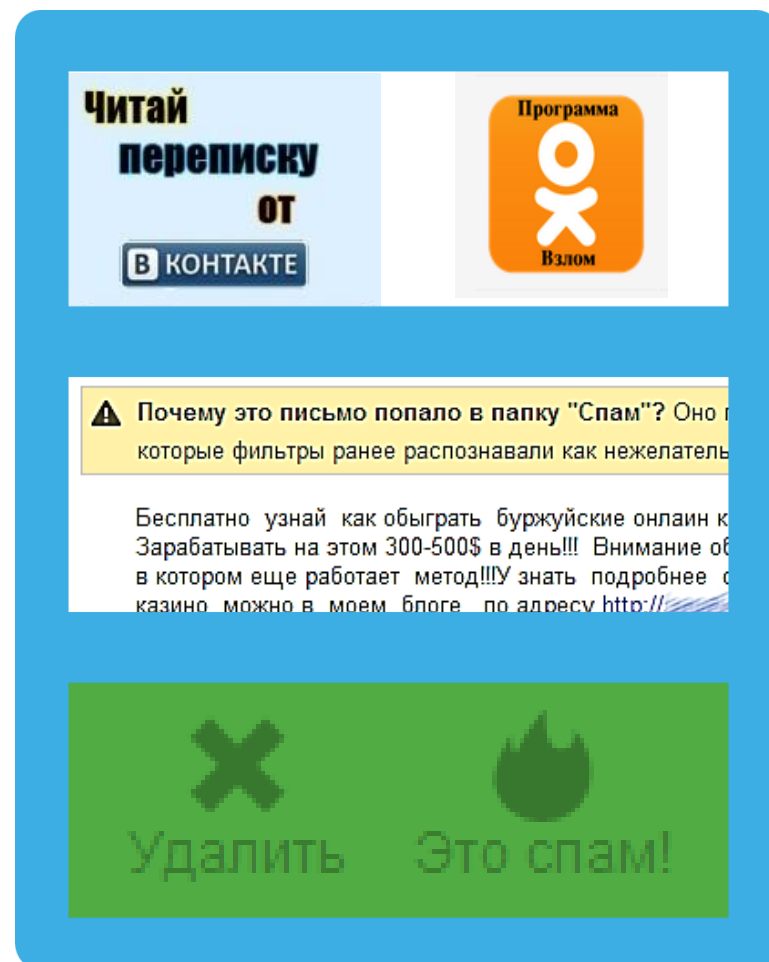 Читай
переписку
от
В КОНТАКТЕ
Программа
Взлом
Почему это письмо попало в папку "Спам"? Оно
которые фильтры ранее распознавали как нежелатель
Бесплатно узнай как обыграть буржуйские онлаин к
Зарабатывать на этом 300-500$ в день!!! Внимание об
в котором еще работает метод!!!У знать подробнее
казино можно в моем блоге по адресу http://
Удалить
Это спам!